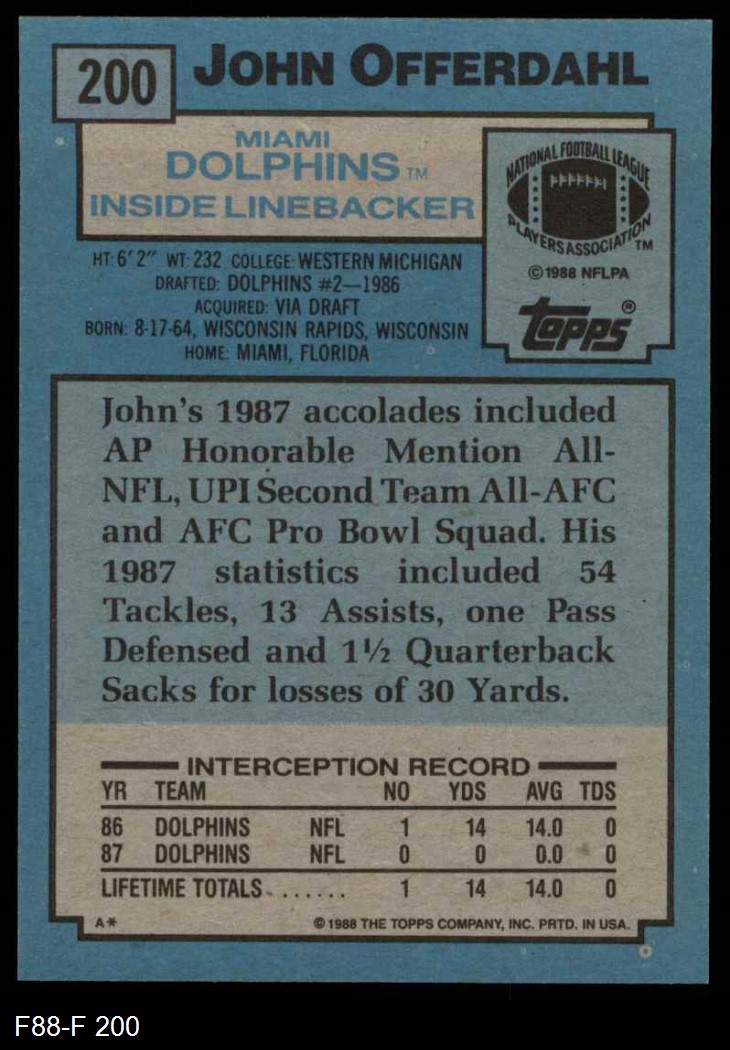 200 JOHN OFFERDAHL
MIAMI
DOLPHINS TM
INSIDE LINEBACKER
NATIONAL FOOTBALL LEAGUE
PLAYERS ASSOCIATION TM
© 1988 NFLPA
topps®
HT: 6' 2" WT: 232 COLLEGE: WESTERN MICHIGAN
DRAFTED: DOLPHINS #2—1986
ACQUIRED: VIA DRAFT
BORN: 8-17-64, WISCONSIN RAPIDS, WISCONSIN
HOME: MIAMI, FLORIDA
John's 1987 accolades included
AP Honorable Mention All-
NFL, UPI Second Team All-AFC
and AFC Pro Bowl Squad. His
1987 statistics included 54
Tackles, 13 Assists, one Pass
Defensed and 1½ Quarterback
Sacks for losses of 30 Yards.
INTERCEPTION RECORD
YR TEAM NO YDS AVG TDS
86 DOLPHINS NFL 1 14 14.0 0
87 DOLPHINS NFL 0 0 0.0 0
LIFETIME TOTALS....... 1 14 14.0 0
A* © 1988 THE TOPPS COMPANY, INC. PRTD. IN USA.
F88-F 200